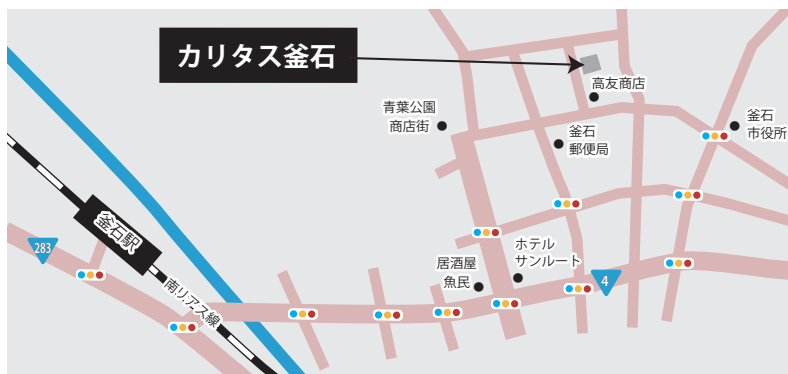 カリタス釜石
高友商店
青葉公園
商店街
釜石
郵便局
釜石
市役所
釜石駅
283
南リアス線
居酒屋
魚民
ホテル
サンルート
4